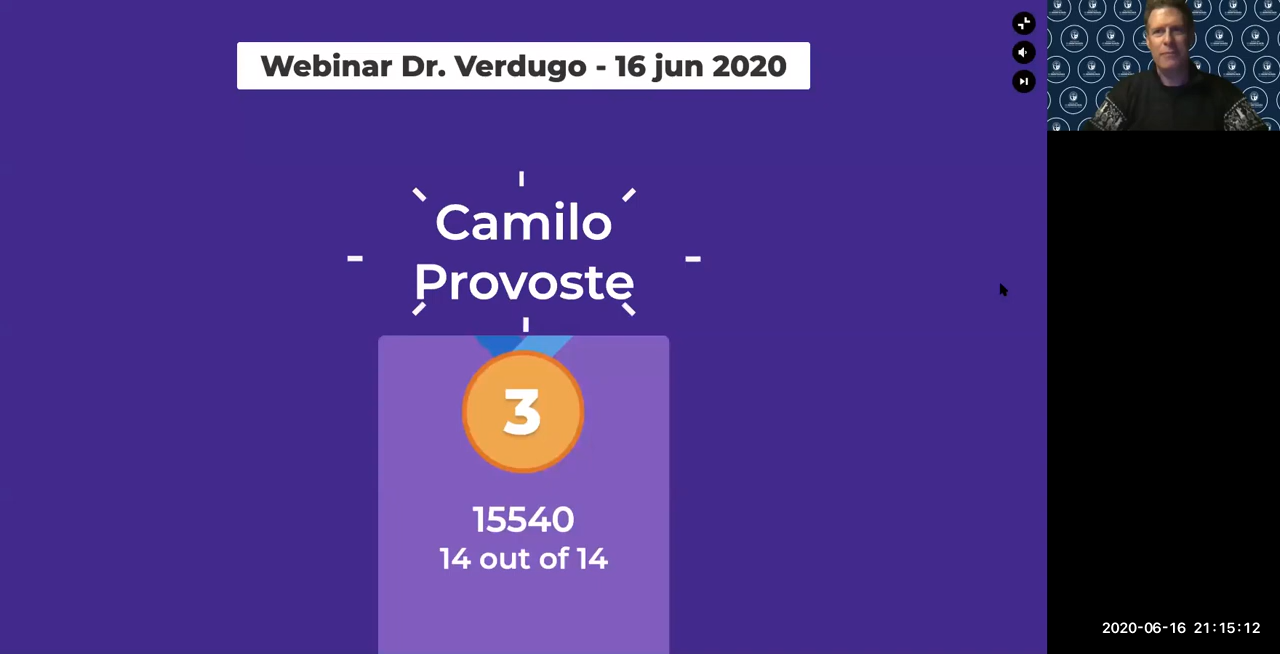 Webinar Dr. Verdugo - 16 jun 2020
Camilo
Provoste
3
15540
14 out of 14
2020-06-16 21:15:12